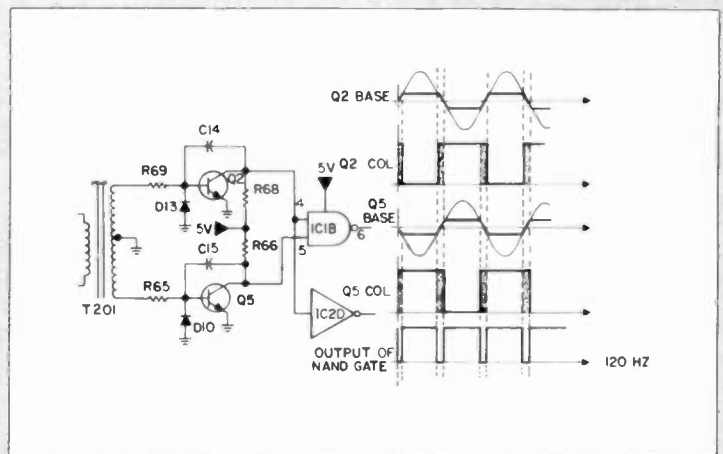 C14
R69
Q2
R68
D13
5V
R66
C15
R65
Q5
T201
D10
5V
4
5
IC1B
6
IC2D
Q2 BASE
Q2 COL
Q5
BASE
Q5 COL
OUTPUT OF
NAND GATE
120 HZ